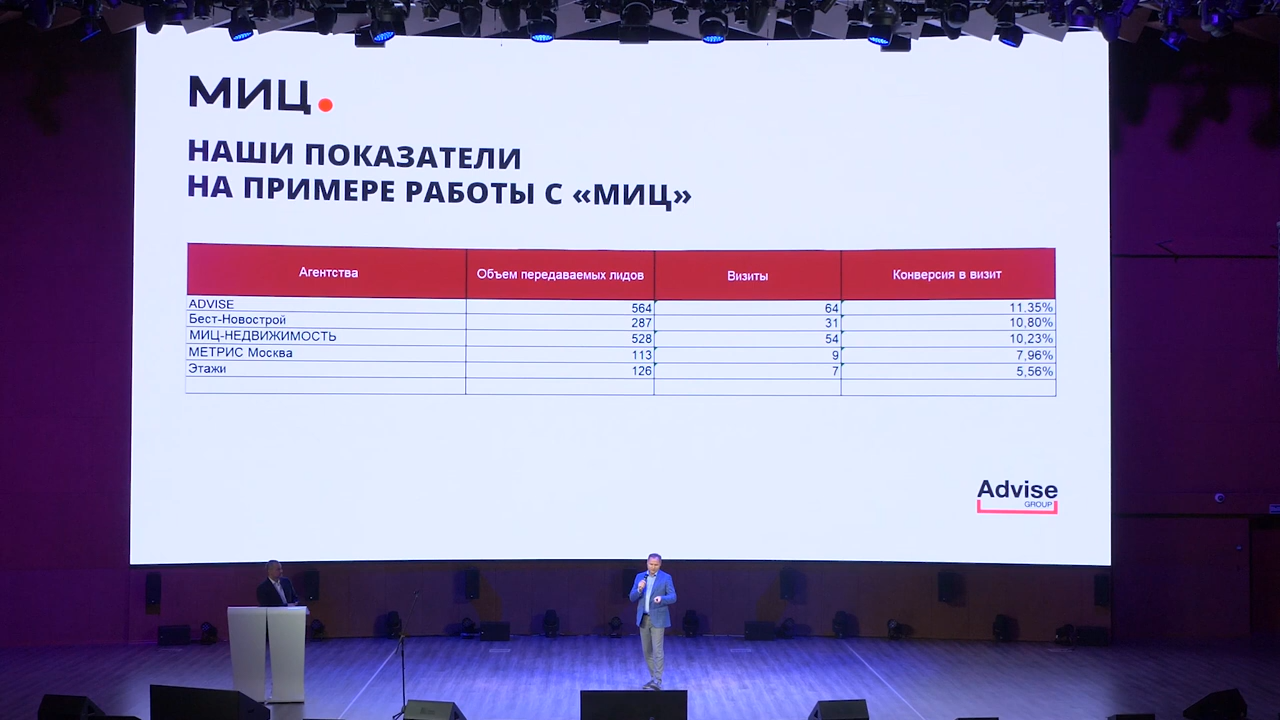 МИЦ.
НАШИ ПОКАЗАТЕЛИ
НА ПРИМЕРЕ РАБОТЫ С «МИЦ»
Агентства Объем передаваемых лидов Визиты Конверсия в визит
ADVISE 564 64 11,35%
Бест-Новострой 287 31 10,80%
МИЦ-НЕДВИЖИМОСТЬ 528 54 10,23%
МЕТРИС Москва 113 9 7,96%
Этажи 126 7 5,56%
Advise
GROUP